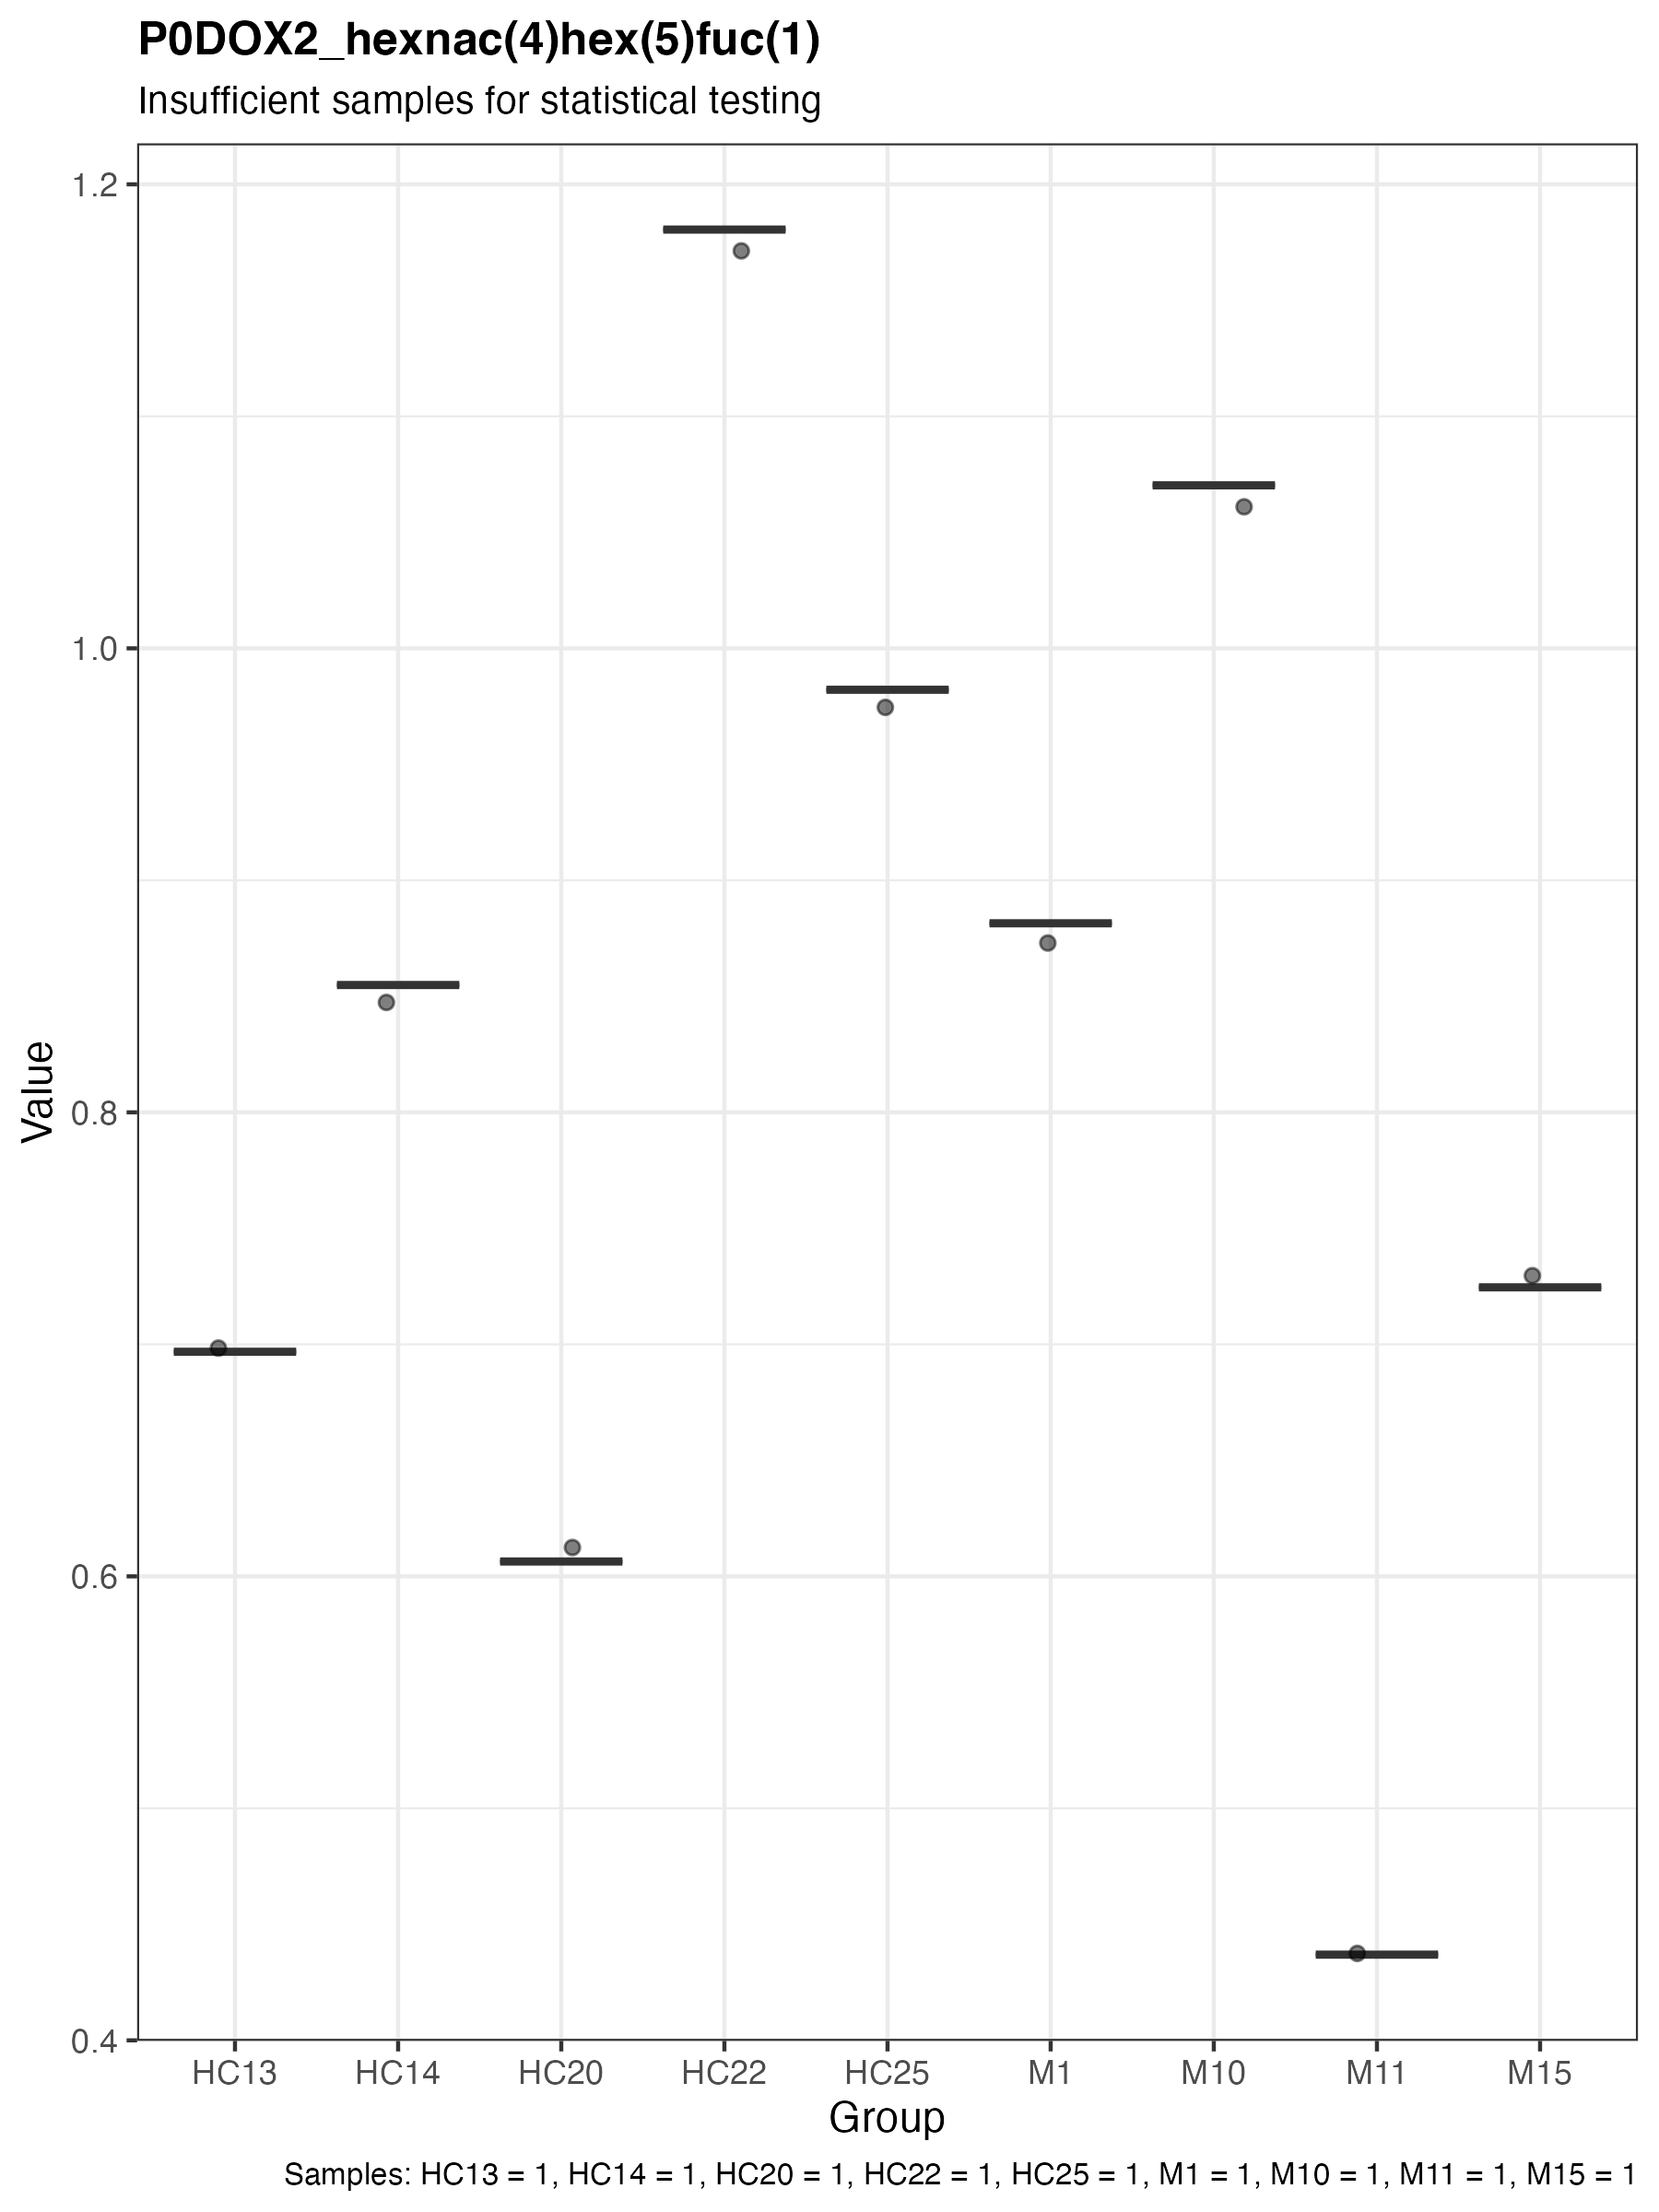 P0DOX2_hexnac(4)hex(5)fuc(1)
Insufficient samples for statistical testing
1.2
1.0
0.8
0.6
0.4
Value
HC13 HC14 HC20 HC22 HC25 M1 M10 M11 M15
Group
Samples: HC13 = 1, HC14 = 1, HC20 = 1, HC22 = 1, HC25 = 1, M1 = 1, M10 = 1, M11 = 1, M15 = 1